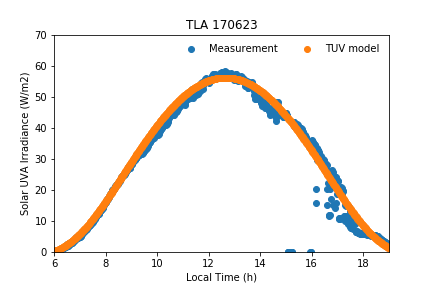 TLA 170623
Measurement TUV model
70
60
50
40
30
20
10
0
Solar UVA Irradiance (W/m2)
6 8 10 12 14 16 18
Local Time (h)